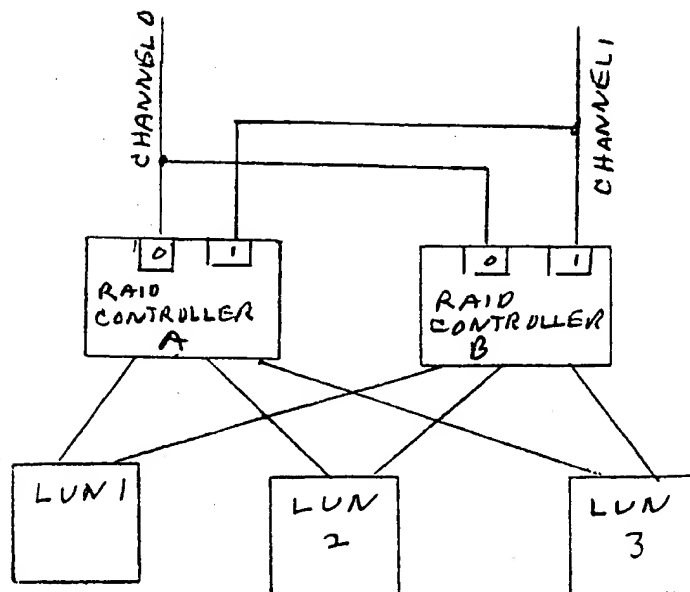 CHANNEL 0
CHANNEL 1
0
1
0
1
RAID
CONTROLLER
A
RAID
CONTROLLER
B
LUN 1
LUN
2
LUN
3